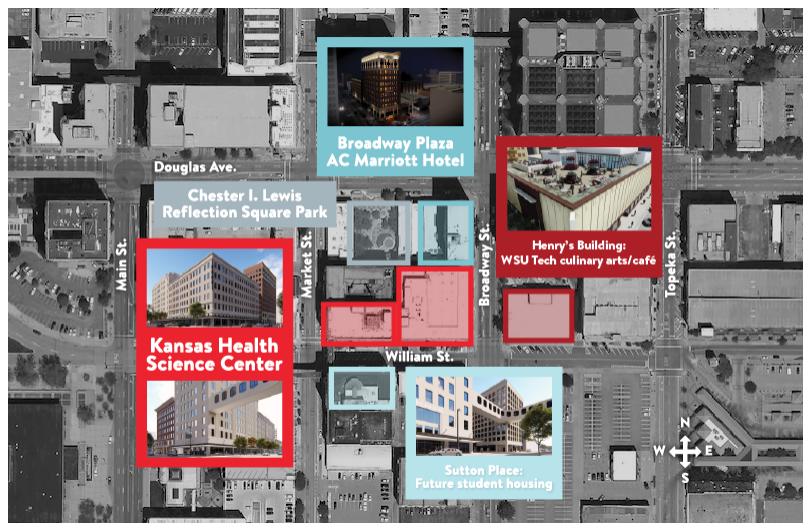 Broadway Plaza
AC Marriott Hotel
Douglas Ave.
Chester I. Lewis
Reflection Square Park
Henry's Building:
WSU Tech culinary arts/café
Main St.
Market St.
Broadway St.
Topeka St.
Kansas Health
Science Center
William St.
Sutton Place:
Future student housing
N
W
E
S